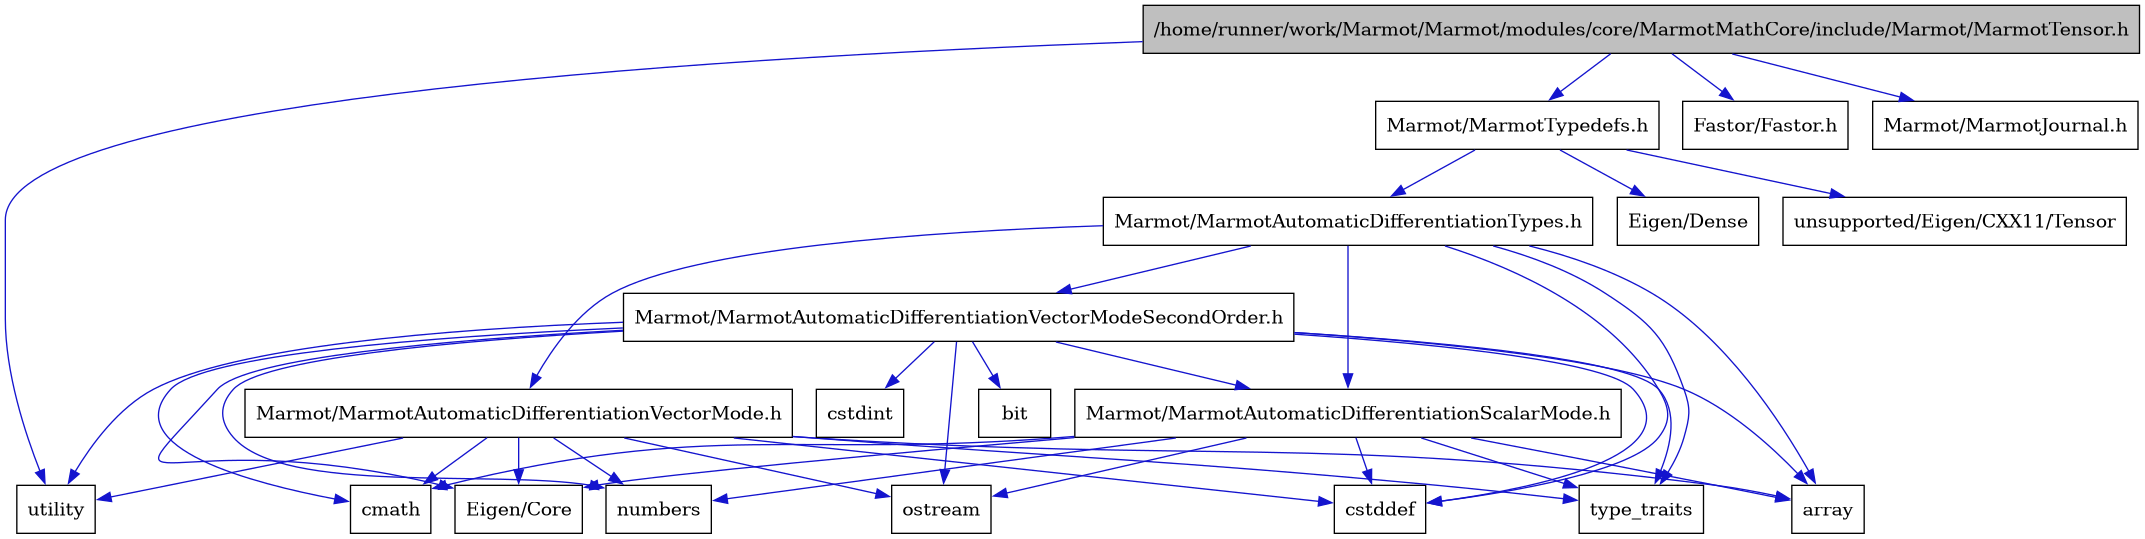 /home/runner/work/Marmot/Marmot/modules/core/MarmotMathCore/include/Marmot/MarmotTensor.h
Marmot/MarmotTypedefs.h
Fastor/Fastor.h
Marmot/MarmotJournal.h
Marmot/MarmotAutomaticDifferentiationTypes.h
Eigen/Dense
unsupported/Eigen/CXX11/Tensor
Marmot/MarmotAutomaticDifferentiationVectorModeSecondOrder.h
Marmot/MarmotAutomaticDifferentiationVectorMode.h
cstdint
bit
Marmot/MarmotAutomaticDifferentiationScalarMode.h
utility
cmath
Eigen/Core
numbers
ostream
cstddef
type_traits
array